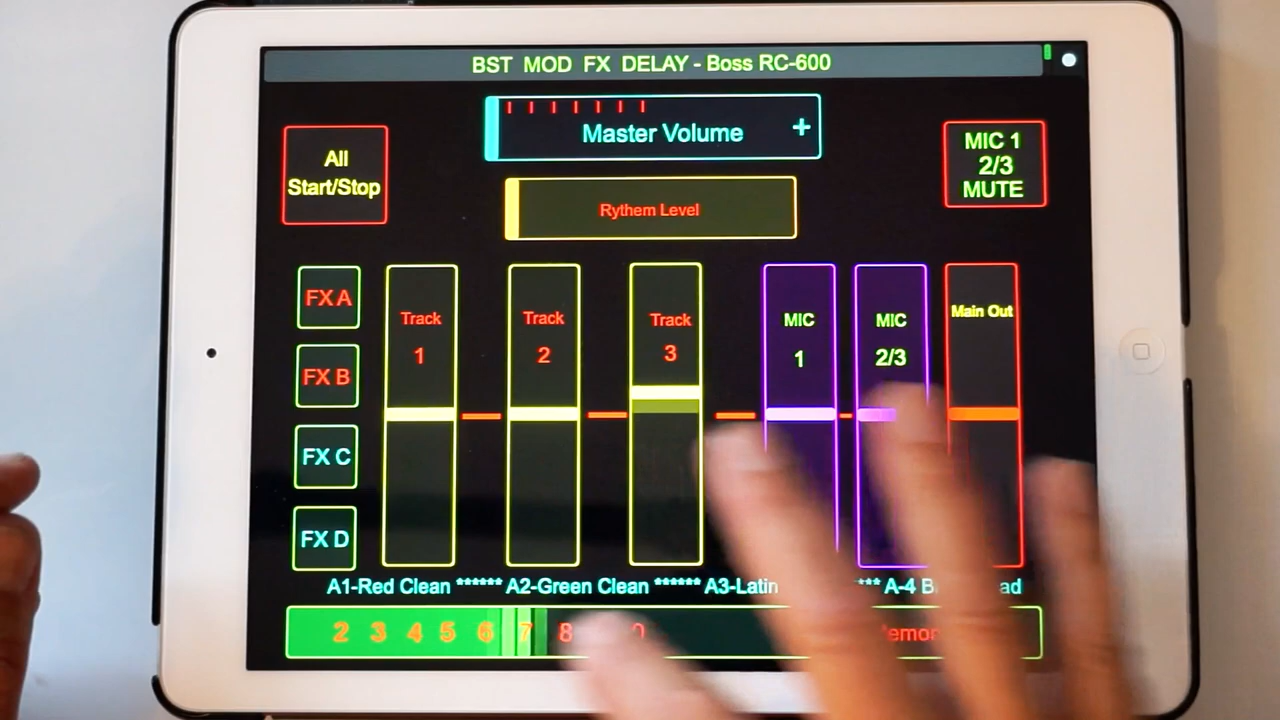 BST MOD FX DELAY - Boss RC-600
Master Volume +
All
Start/Stop
MIC 1
2/3
MUTE
Rythem Level
FX A
FX B
FX C
FX D
Track
1
Track
2
Track
3
MIC
1
MIC
2/3
Main Out
A1-Red Clean ****** A2-Green Clean ****** A3-Latin *** A-4
2 3 4 5 6 7 8